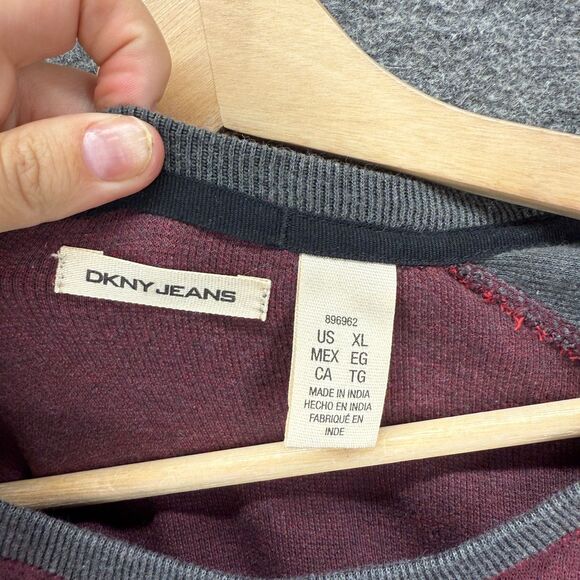 DKNY JEANS
896962
US XL
MEX EG
CA TG
MADE IN INDIA
HECHO EN INDIA
FABRIQUÉ EN
INDE